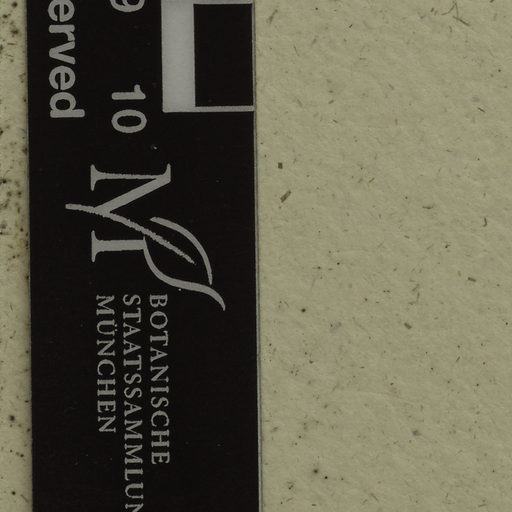 erved
9 10
M
BOTANISCHE
STAATSSAMMLUN
MÜNCHEN